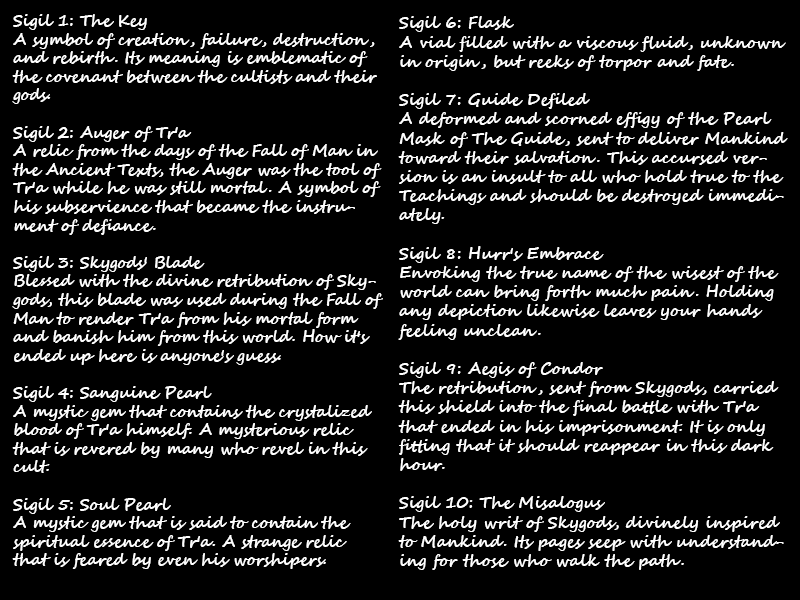 Sigil 1: The Key
A symbol of creation, failure, destruction,
and rebirth. Its meaning is emblematic of
the covenant between the cultists and their
gods.
Sigil 2: Auger of Tr'a
A relic from the days of the Fall of Man in
the Ancient Texts, the Auger was the tool of
Tr'a while he was still mortal. A symbol of
his subservience that became the instru-
ment of defiance.
Sigil 3: Skygods' Blade
Blessed with the divine retribution of Sky-
gods, this blade was used during the Fall of
Man to render Tr'a from his mortal form
and banish him from this world. How it's
ended up here is anyone's guess.
Sigil 4: Sanguine Pearl
A mystic gem that contains the crystalized
blood of Tr'a himself. A mysterious relic
that is revered by many who revel in this
cult.
Sigil 5: Soul Pearl
A mystic gem that is said to contain the
spiritual essence of Tr'a. A strange relic
that is feared by even his worshipers.
Sigil 6: Flask
A vial filled with a viscous fluid, unknown
in origin, but reeks of torpor and fate.
Sigil 7: Guide Defiled
A deformed and scorned effigy of the Pearl
Mask of The Guide, sent to deliver Mankind
toward their salvation. This accursed ver-
sion is an insult to all who hold true to the
Teachings and should be destroyed immedi-
ately.
Sigil 8: Hurr's Embrace
Envoking the true name of the wisest of the
world can bring forth much pain. Holding
any depiction likewise leaves your hands
feeling unclean.
Sigil 9: Aegis of Condor
The retribution, sent from Skygods, carried
this shield into the final battle with Tr'a
that ended in his imprisonment. It is only
fitting that it should reappear in this dark
hour.
Sigil 10: The Misalogus
The holy writ of Skygods, divinely inspired
to Mankind. Its pages seep with understand-
ing for those who walk the path.